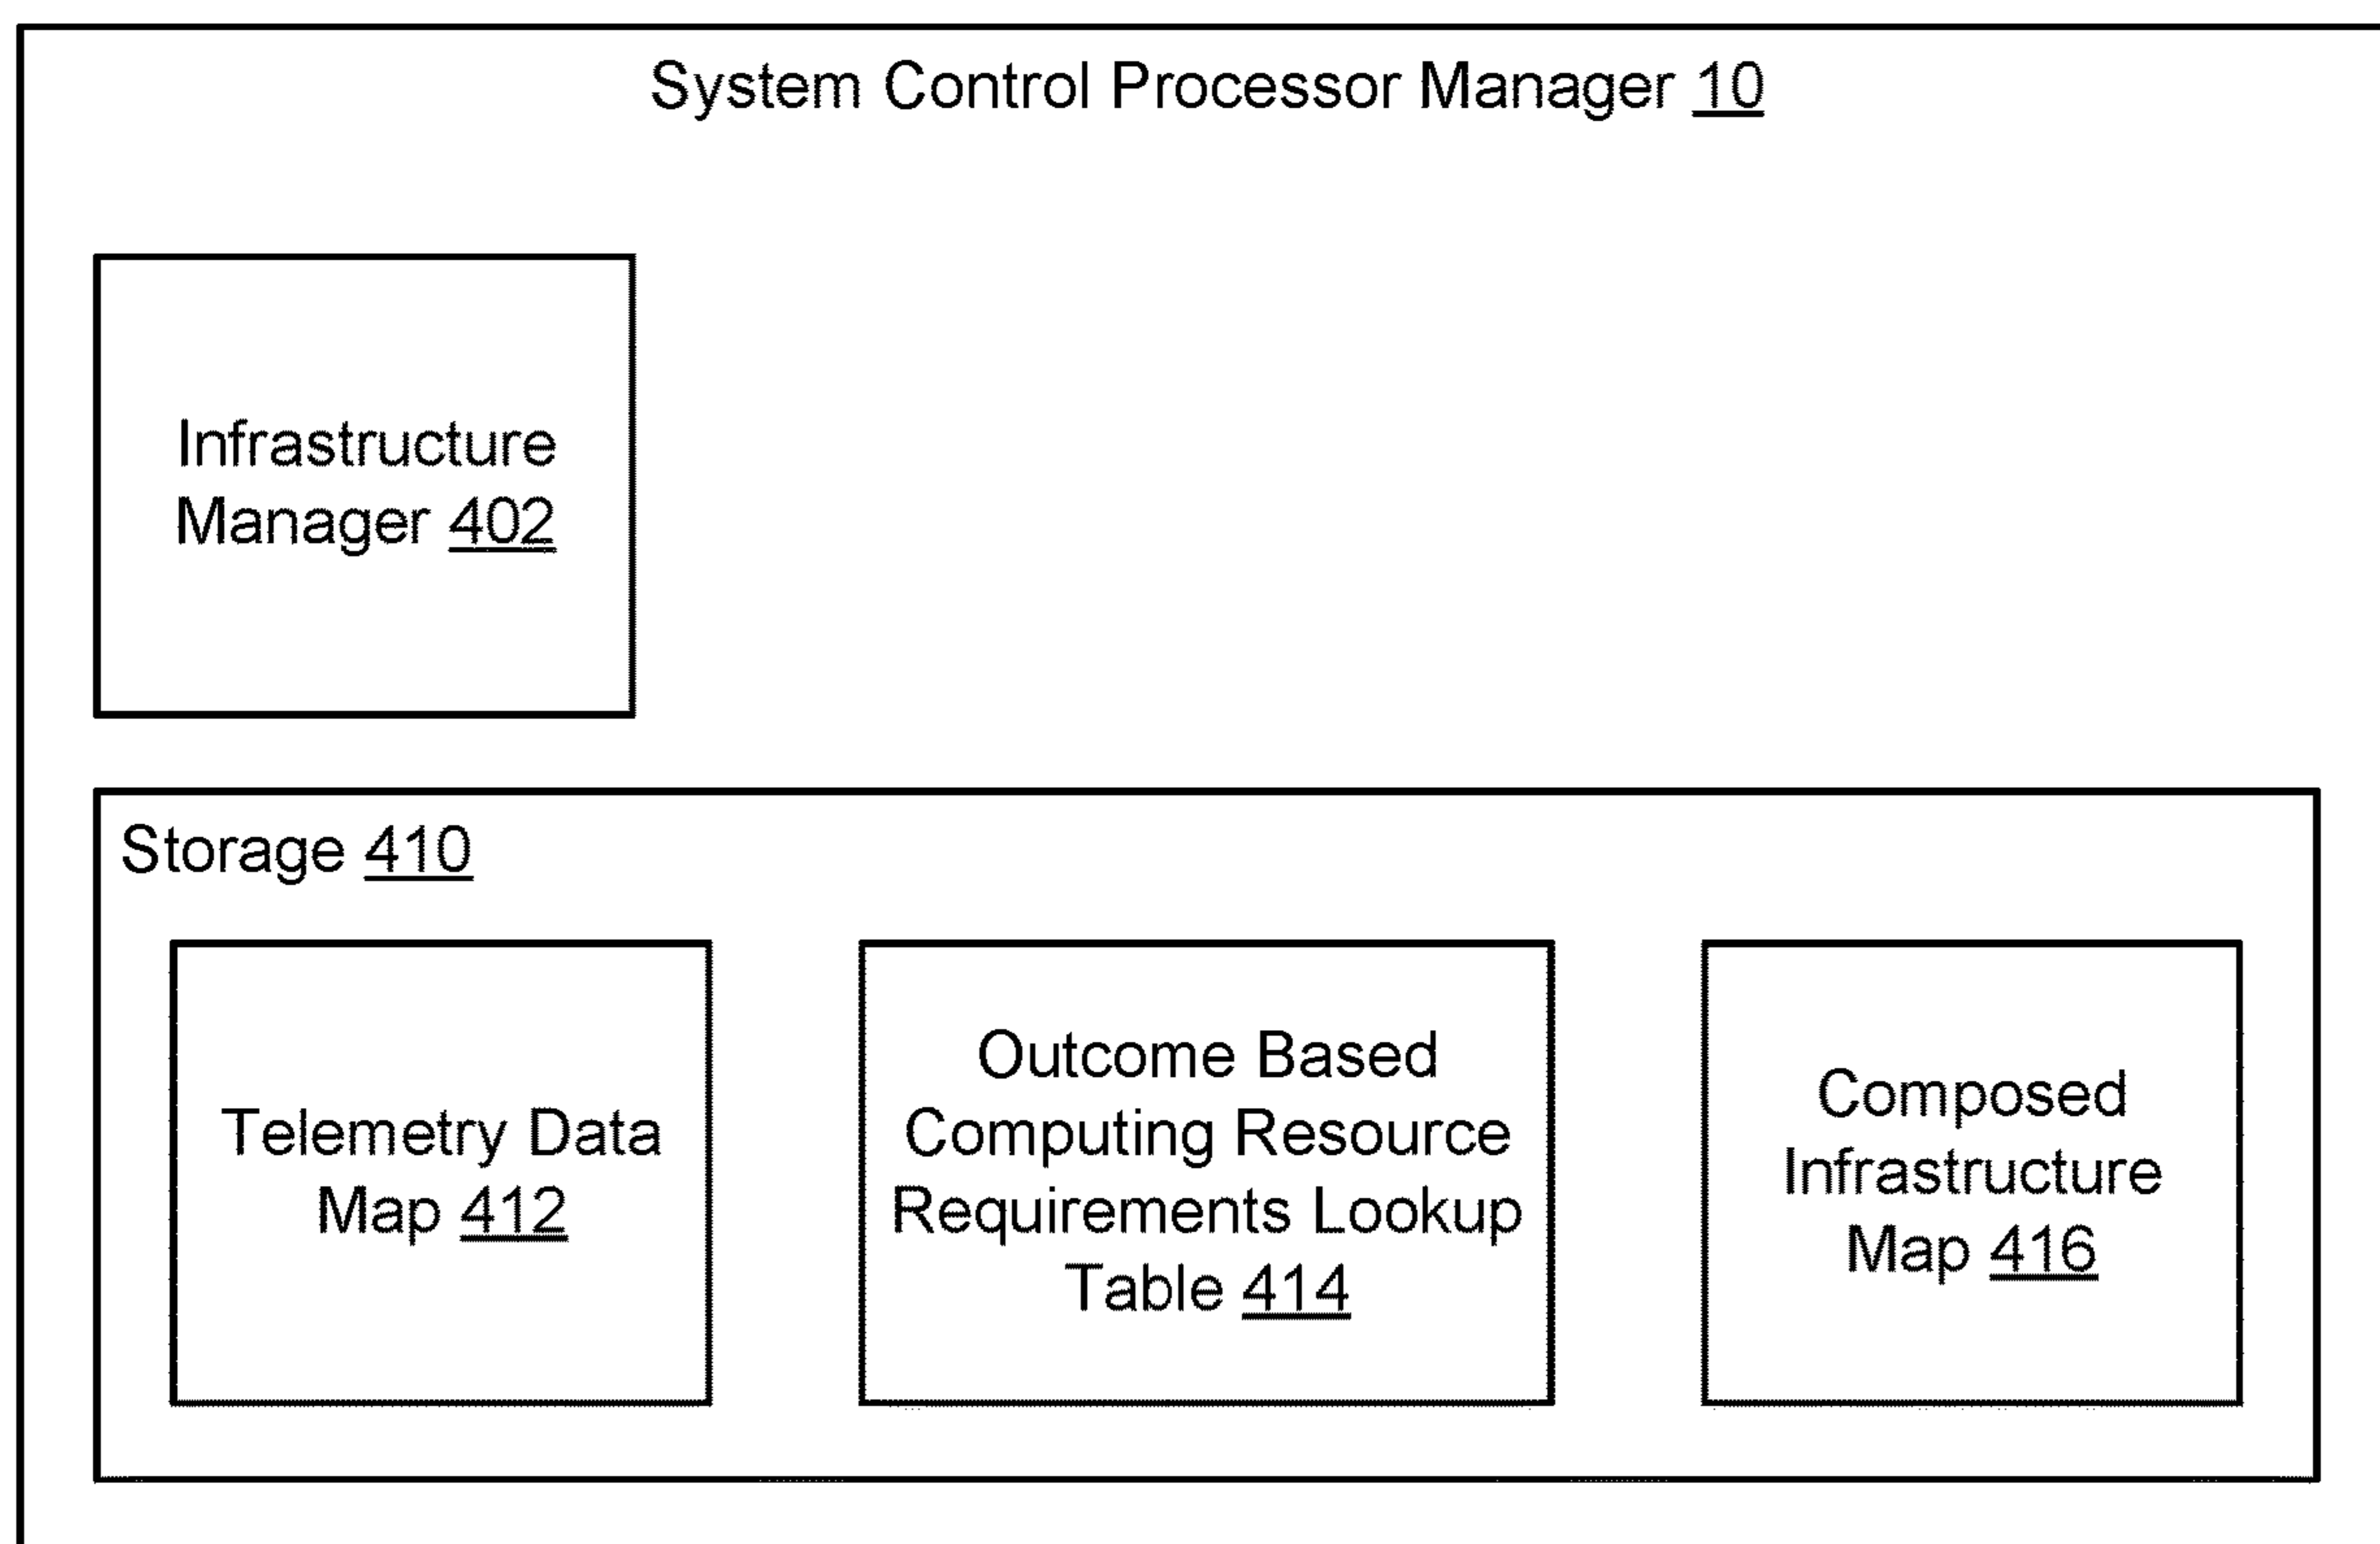 System Control Processor Manager 10
Infrastructure
Manager 402
Storage 410
Telemetry Data
Map 412
Outcome Based
Computing Resource
Requirements Lookup
Table 414
Composed
Infrastructure
Map 416